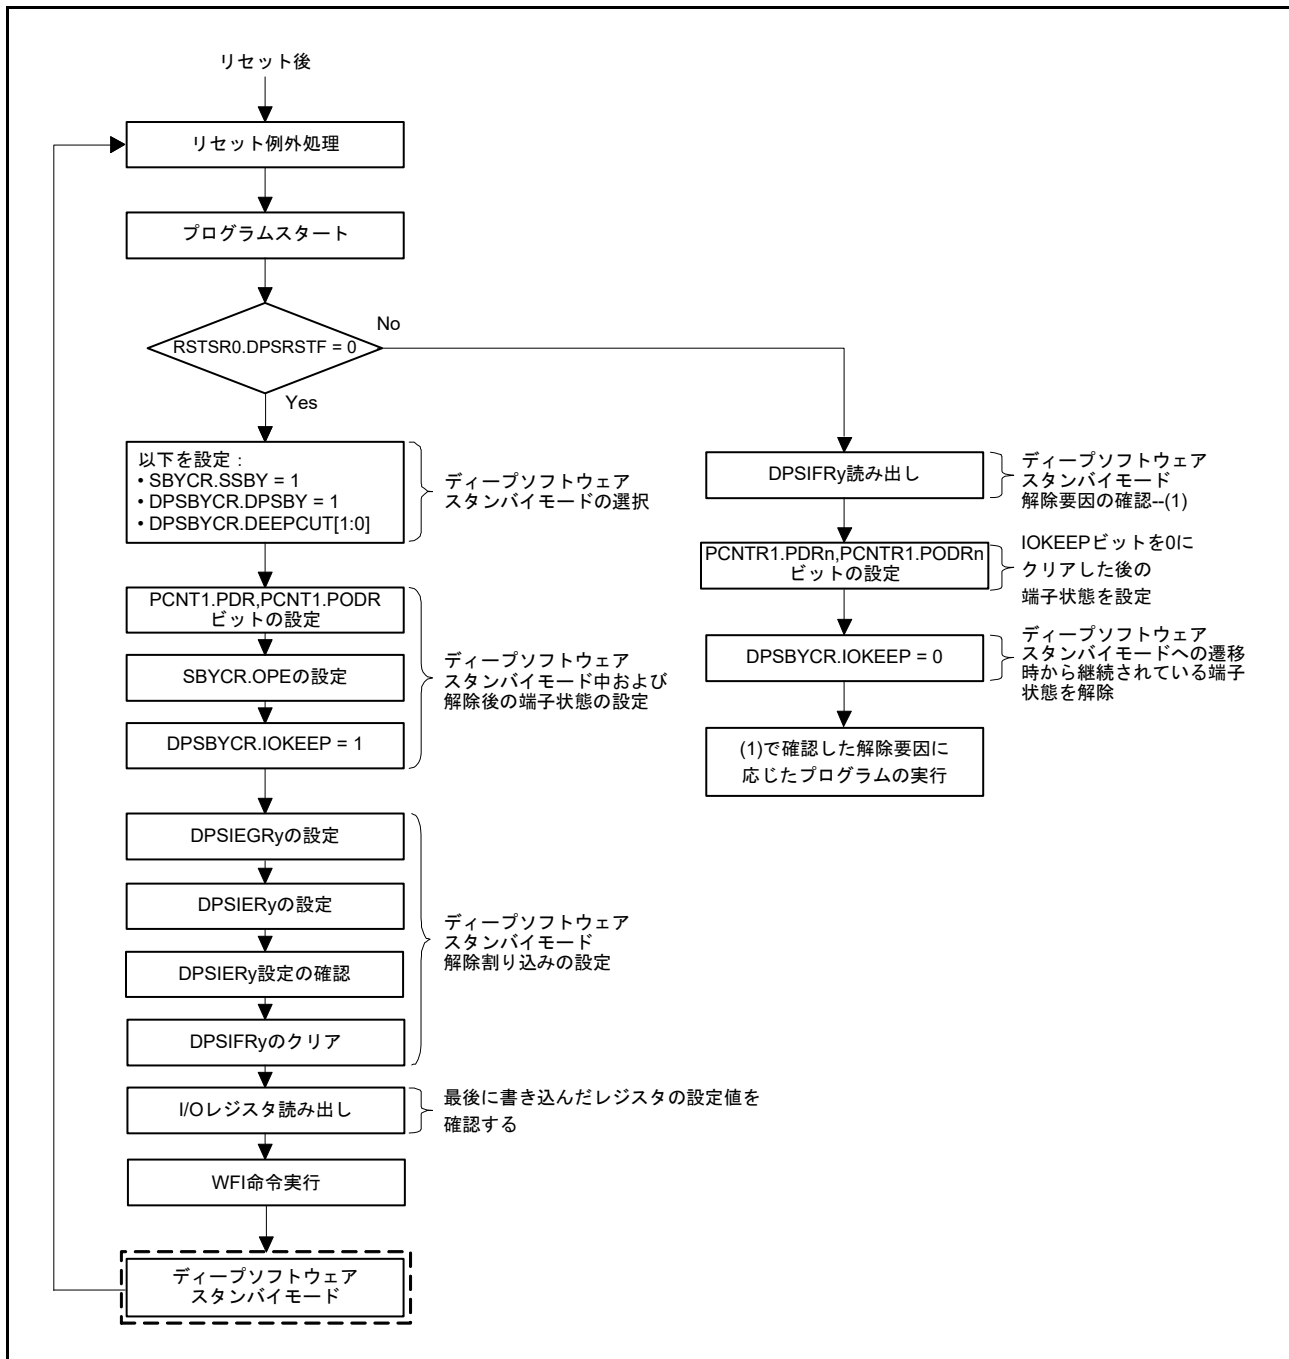 リセット後
リセット例外処理
プログラムスタート
RSTSR0.DPSRSTF = 0
No
Yes
以下を設定：
• SBYCR.SSBY = 1
• DPSBYCR.DPSBY = 1
• DPSBYCR.DEEPCUT[1:0]
ディープソフトウェア
スタンバイモードの選択
PCNT1.PDR,PCNT1.PODR
ビットの設定
SBYCR.OPEの設定
DPSBYCR.IOKEEP = 1
ディープソフトウェア
スタンバイモード中および
解除後の端子状態の設定
DPSIEGRyの設定
DPSIERyの設定
DPSIERy設定の確認
DPSIFRyのクリア
ディープソフトウェア
スタンバイモード
解除割り込みの設定
I/Oレジスタ読み出し
最後に書き込んだレジスタの設定値を
確認する
WFI命令実行
ディープソフトウェア
スタンバイモード
DPSIFRy読み出し
ディープソフトウェア
スタンバイモード
解除要因の確認--(1)
PCNTR1.PDRn,PCNTR1.PODRn
ビットの設定
IOKEEPビットを0に
クリアした後の
端子状態を設定
DPSBYCR.IOKEEP = 0
ディープソフトウェア
スタンバイモードへの遷移
時から継続されている端子
状態を解除
(1)で確認した解除要因に
応じたプログラムの実行